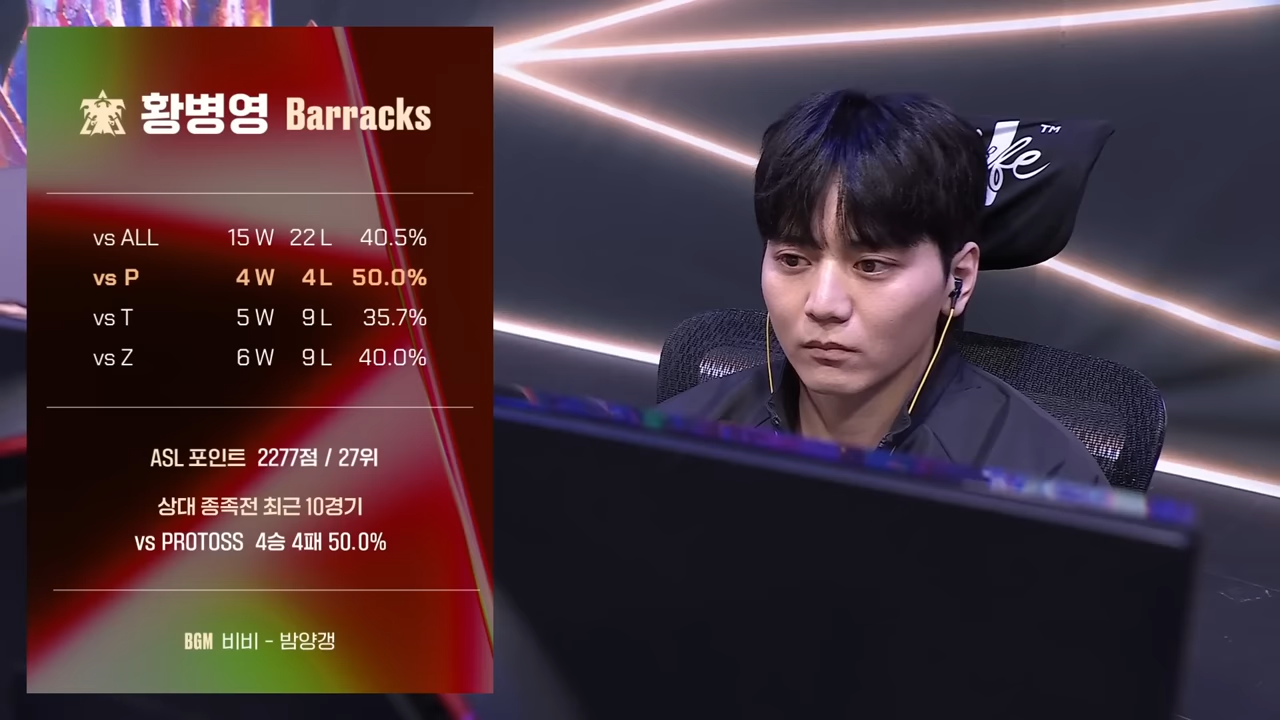 황병영 Barracks
vs ALL 15 W 22 L 40.5%
vs P 4 W 4 L 50.0%
vs T 5 W 9 L 35.7%
vs Z 6 W 9 L 40.0%
ASL 포인트 2277점 / 27위
상대 종족전 최근 10경기
vs PROTOSS 4승 4패 50.0%
BGM 비비 - 밤양갱
TM